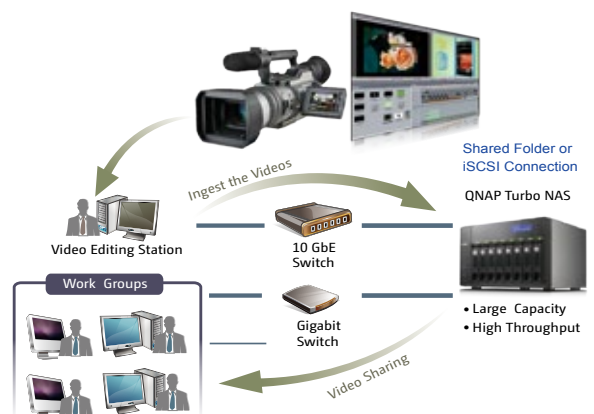 Shared Folder or
iSCSI Connection
QNAP Turbo NAS
Ingest the Videos
Video Editing Station
10 GbE
Switch
Work Groups
Gigabit
Switch
• Large Capacity
• High Throughput
Video Sharing